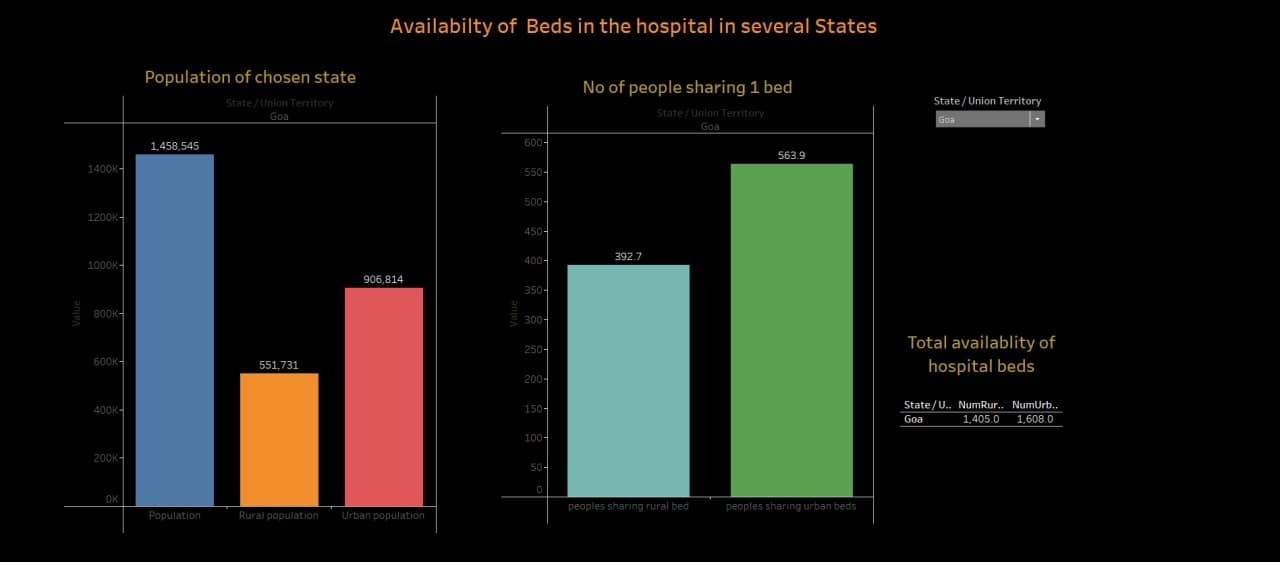 Availabilty of Beds in the hospital in several States
Population of chosen state
State / Union Territory
Goa
1,458,545
551,731
906,814
1400K
1200K
1000K
800K
600K
400K
200K
0K
Value
Population
Rural population
Urban population
No of people sharing 1 bed
State / Union Territory
Goa
392.7
563.9
600
550
500
450
400
350
300
250
200
150
100
50
0
Value
peoples sharing rural bed
peoples sharing urban beds
State / Union Territory
Goa
Total availablity of
hospital beds
State / U.. NumRur.. NumUrb..
Goa 1,405.0 1,608.0